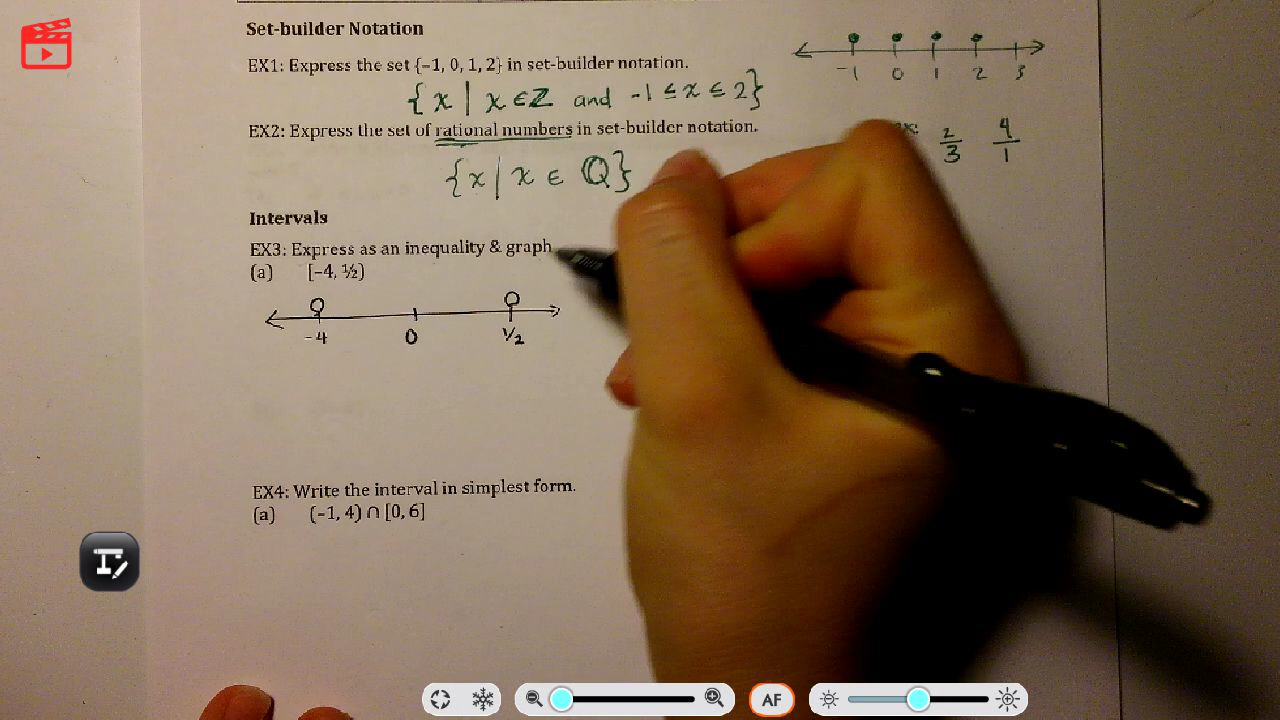 Set-builder Notation
EX1: Express the set {−1, 0, 1, 2} in set-builder notation.
-1 0 1 2 3
{x | x ∈ ℤ and -1 ≤ x ≤ 2}
EX2: Express the set of rational numbers in set-builder notation.
2/3 4/1
{x | x ∈ ℚ}
Intervals
EX3: Express as an inequality & graph
(a) [−4, ½)
-4 0 1/2
EX4: Write the interval in simplest form.
(a) (−1, 4) ∩ [0, 6]
AF